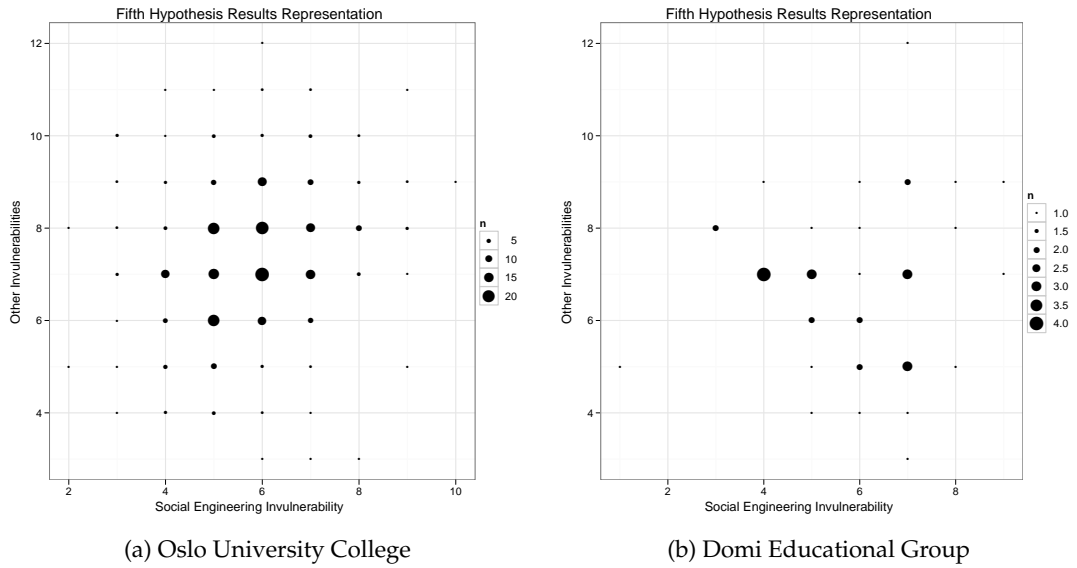 Fifth Hypothesis Results Representation
12
10
8
6
4
Other Invulnerabilities
2 4 6 8 10
Social Engineering Invulnerability
n
5
10
15
20
(a) Oslo University College
Fifth Hypothesis Results Representation
12
10
8
6
4
Other Invulnerabilities
2 4 6 8
Social Engineering Invulnerability
n
1.0
1.5
2.0
2.5
3.0
3.5
4.0
(b) Domi Educational Group